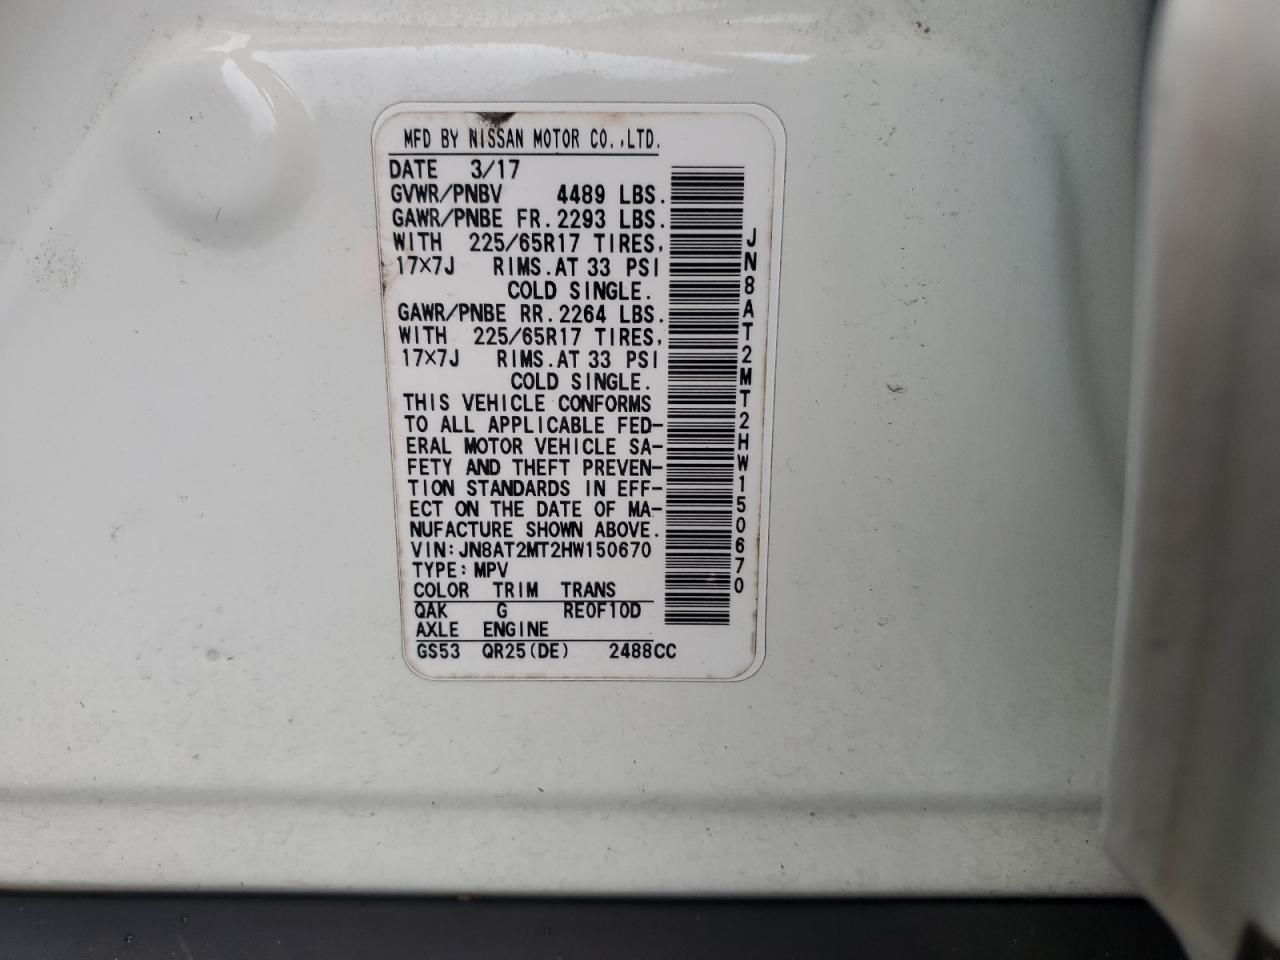 MFD BY NISSAN MOTOR CO.,LTD.
DATE 3/17
GVWR/PNBV 4489 LBS.
GAWR/PNBE FR.2293 LBS.
WITH 225/65R17 TIRES,
17×7J RIMS.AT 33 PSI
COLD SINGLE.
GAWR/PNBE RR.2264 LBS.
WITH 225/65R17 TIRES,
17×7J RIMS.AT 33 PSI
COLD SINGLE.
THIS VEHICLE CONFORMS
TO ALL APPLICABLE FED-
ERAL MOTOR VEHICLE SA-
FETY AND THEFT PREVEN-
TION STANDARDS IN EFF-
ECT ON THE DATE OF MA-
NUFACTURE SHOWN ABOVE.
VIN:JN8AT2MT2HW150670
TYPE:MPV
COLOR TRIM TRANS
QAK G RE0F10D
AXLE ENGINE
GS53 QR25(DE) 2488CC
JN8AT2MT2HW150670